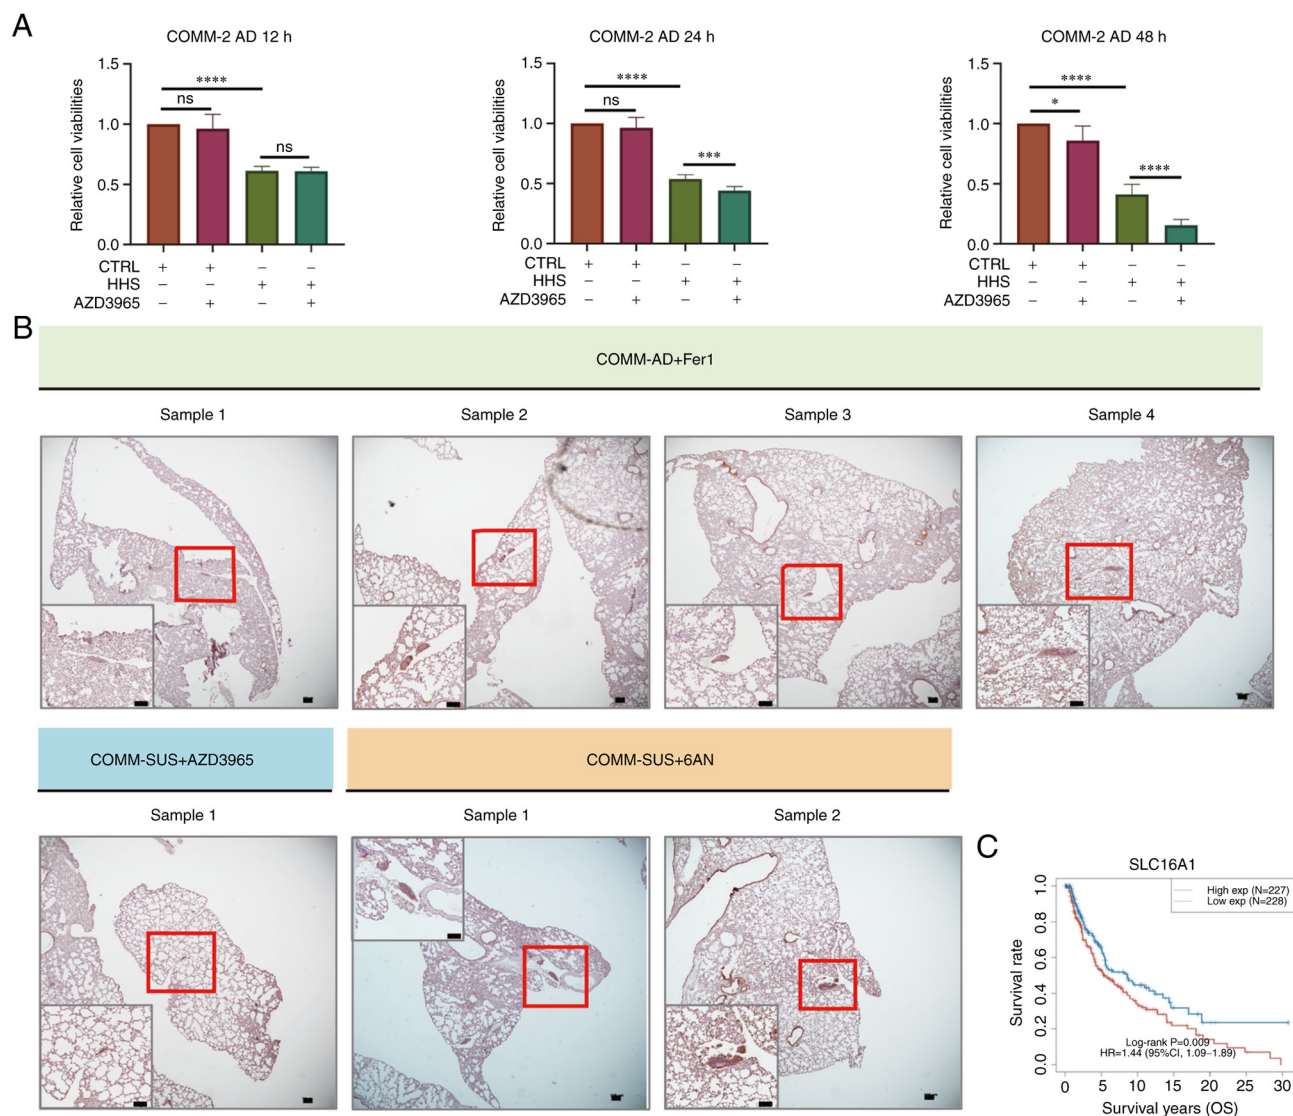 A
COMM-2 AD 12 h
COMM-2 AD 24 h
COMM-2 AD 48 h
Relative cell viabilities
1.5
1.0
0.5
0.0
****
ns
ns
CTRL + + − −
HHS − − + +
AZD3965 − + − +
Relative cell viabilities
1.5
1.0
0.5
0.0
****
ns
***
CTRL + + − −
HHS − − + +
AZD3965 − + − +
Relative cell viabilities
1.5
1.0
0.5
0.0
****
*
****
CTRL + + − −
HHS − − + +
AZD3965 − + − +
B
COMM-AD+Fer1
Sample 1
Sample 2
Sample 3
Sample 4
COMM-SUS+AZD3965
COMM-SUS+6AN
Sample 1
Sample 1
Sample 2
C
SLC16A1
High exp (N=227)
Low exp (N=228)
Survival rate
1.0
0.8
0.6
0.4
0.2
0.0
Log-rank P=0.009
HR=1.44 (95%CI, 1.09−1.89)
0 5 10 15 20 25 30
Survival years (OS)